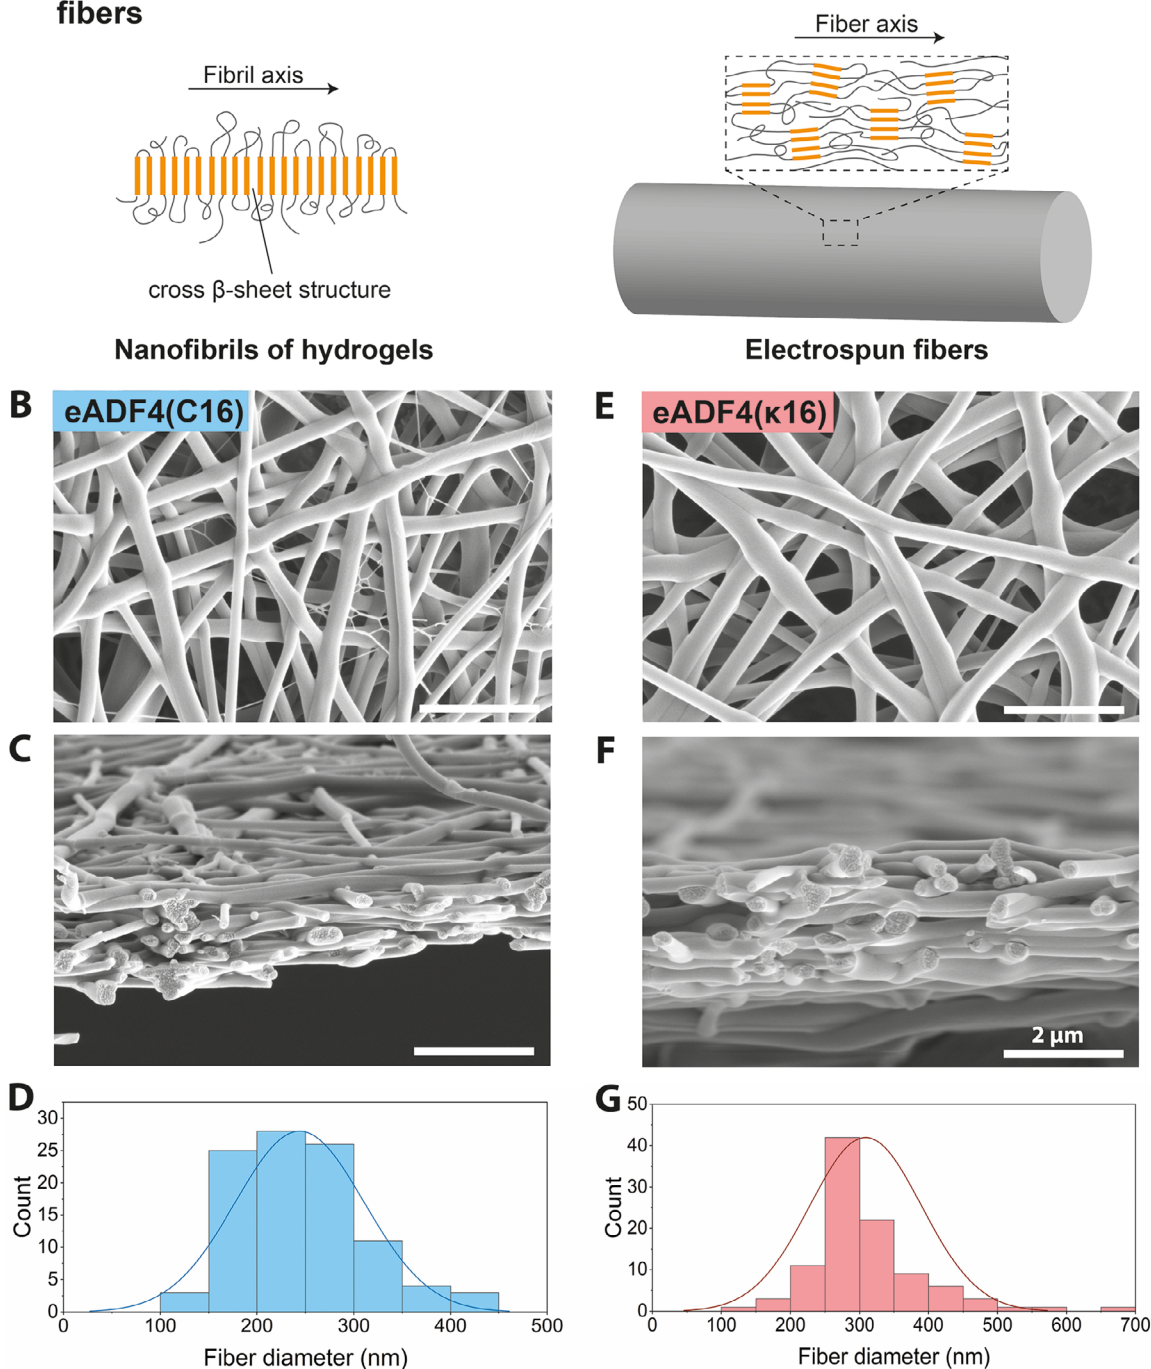 fibers
Fibril axis
cross β-sheet structure
Nanofibrils of hydrogels
Fiber axis
Electrospun fibers
B
eADF4(C16)
E
eADF4(κ16)
C
F
2 µm
D
30
25
20
15
10
5
0
Count
0 100 200 300 400 500
Fiber diameter (nm)
G
50
40
30
20
10
0
Count
0 100 200 300 400 500 600 700
Fiber diameter (nm)